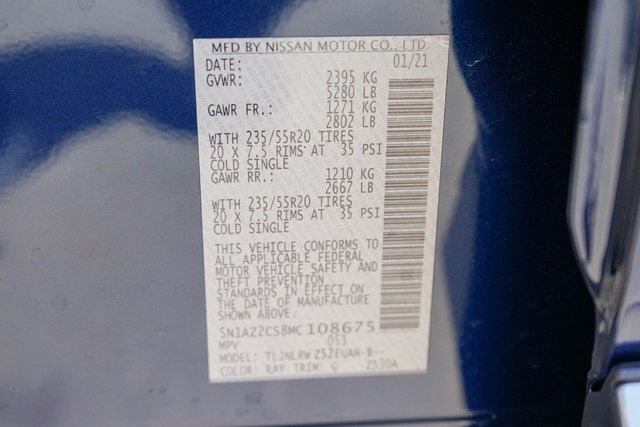 MFD BY NISSAN MOTOR CO., LTD.
DATE: 01/21
GVWR: 2395 KG
5280 LB
GAWR FR.: 1271 KG
2802 LB
WITH 235/55R20 TIRES
20 X 7.5 RIMS AT 35 PSI
COLD SINGLE
GAWR RR.: 1210 KG
2667 LB
WITH 235/55R20 TIRES
20 X 7.5 RIMS AT 35 PSI
COLD SINGLE
THIS VEHICLE CONFORMS TO
ALL APPLICABLE FEDERAL
MOTOR VEHICLE SAFETY AND
THEFT PREVENTION
STANDARDS IN EFFECT ON
THE DATE OF MANUFACTURE
SHOWN ABOVE.
5N1AZ2CS8MC108675
MPV 053
MODEL: TLJNLRWZ52EUAN-B--
COLOR: RAY TRIM: G Z530A